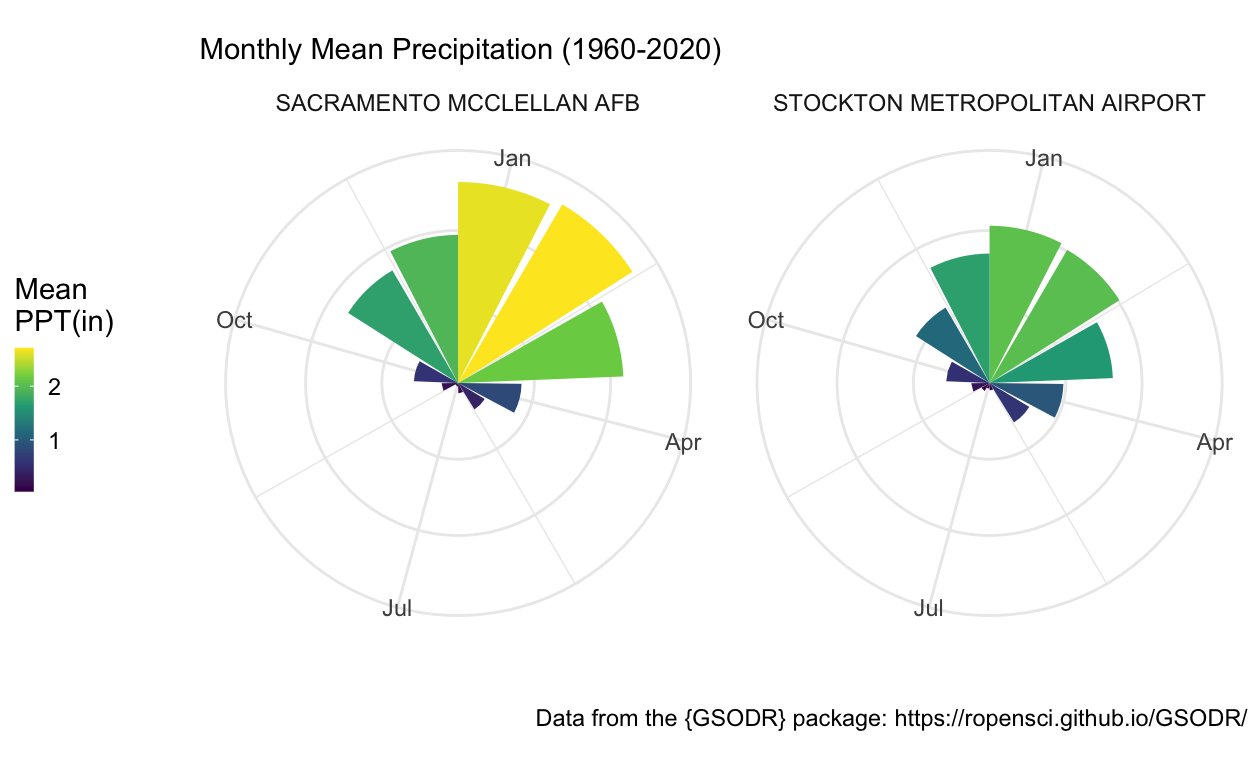 Monthly Mean Precipitation (1960-2020)
SACRAMENTO MCCLELLAN AFB
STOCKTON METROPOLITAN AIRPORT
Jan
Apr
Jul
Oct
Jan
Apr
Jul
Oct
Mean
PPT(in)
2
1
Data from the {GSODR} package: https://ropensci.github.io/GSODR/